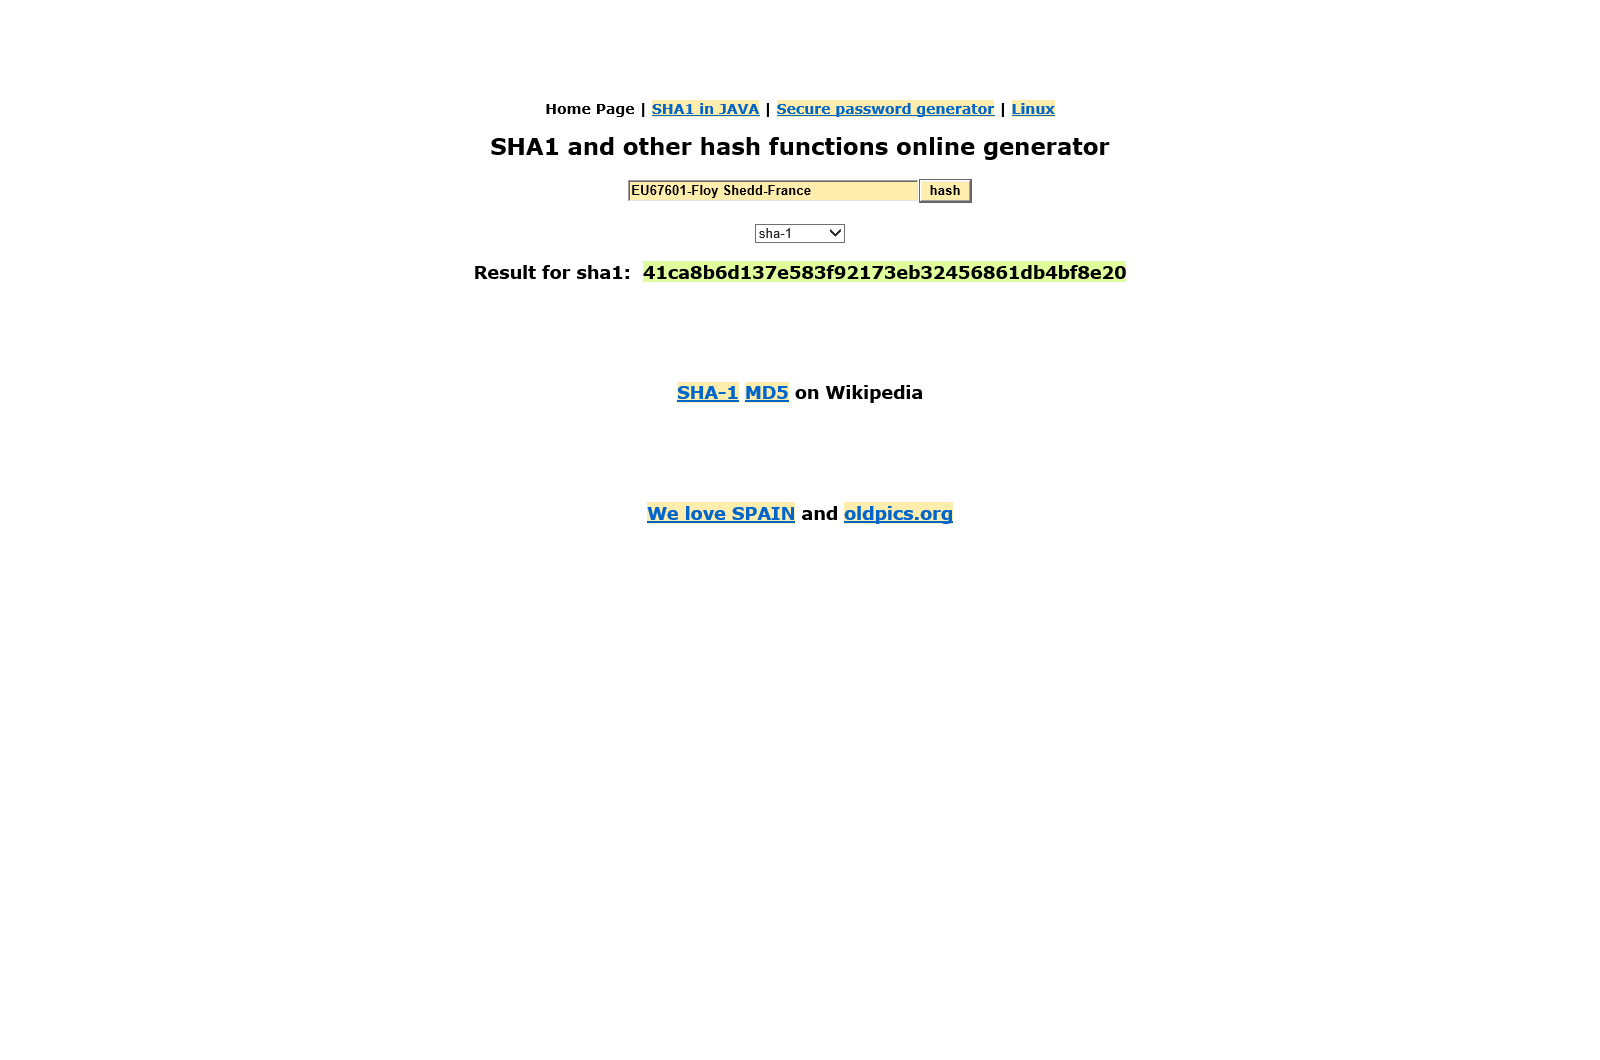 Home Page | SHA1 in JAVA | Secure password generator | Linux
SHA1 and other hash functions online generator
EU67601-Floy Shedd-France hash
sha-1
Result for sha1: 41ca8b6d137e583f92173eb32456861db4bf8e20
SHA-1 MD5 on Wikipedia
We love SPAIN and oldpics.org